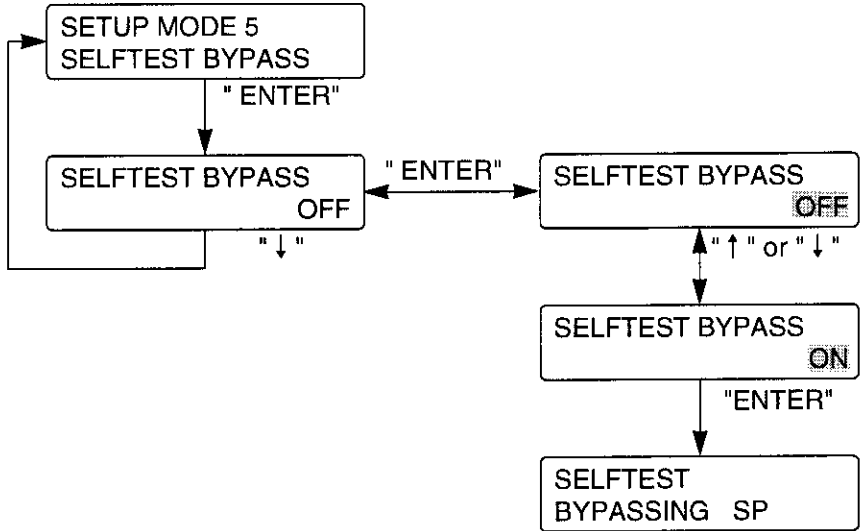 SETUP MODE 5
SELFTEST BYPASS
" ENTER"
SELFTEST BYPASS
OFF
" ↓ "
" ENTER"
SELFTEST BYPASS
OFF
" ↑ " or " ↓ "
SELFTEST BYPASS
ON
"ENTER"
SELFTEST
BYPASSING SP